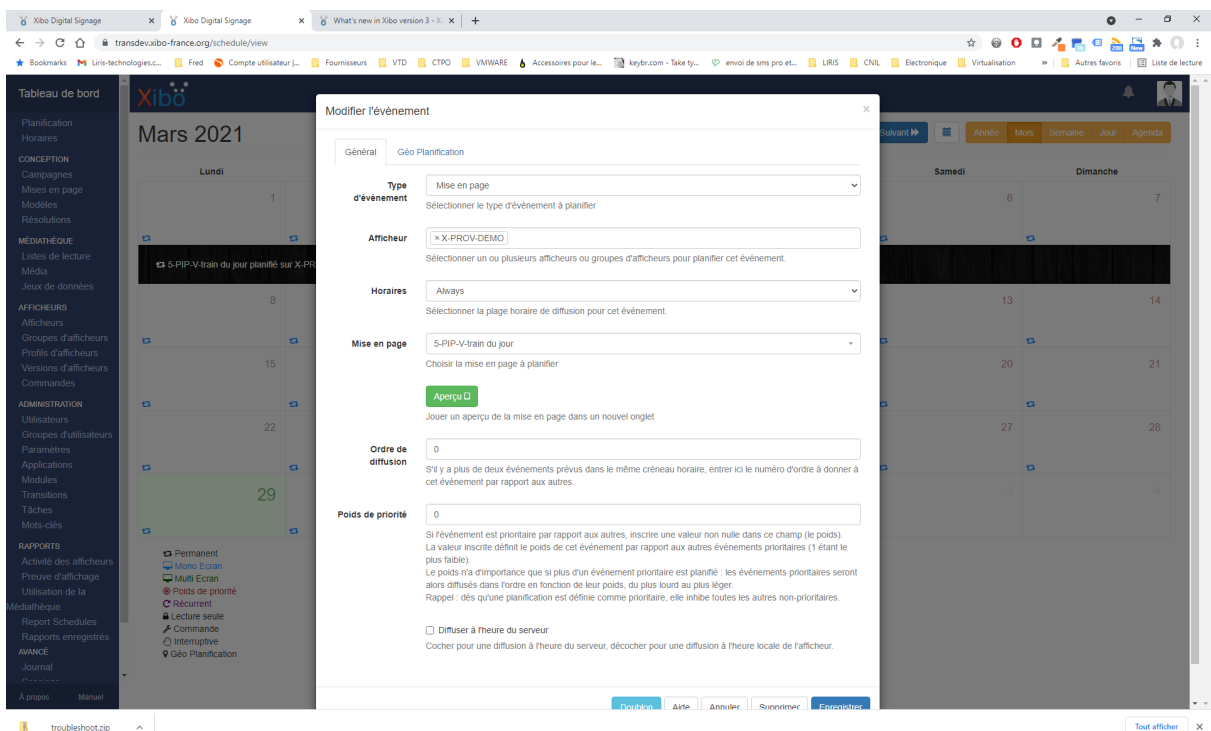 Xibo Digital Signage
Xibo Digital Signage
What's new in Xibo version 3 - X
transdev.xibo-france.org/schedule/view
Bookmarks
Liris-technologies.c...
Fred
Compte utilisateur |...
Fournisseurs
VTD
CTPO
VMWARE
Accessoires pour le...
keybr.com - Take ty...
envoi de sms pro et...
LIRIS
CNIL
Electronique
Virtualisation
»
Autres favoris
Liste de lecture
Tableau de bord
Planification
Horaires
CONCEPTION
Campagnes
Mises en page
Modèles
Résolutions
MÉDIATHÈQUE
Listes de lecture
Média
Jeux de données
AFFICHEURS
Afficheurs
Groupes d'afficheurs
Profils d'afficheurs
Versions d'afficheurs
Commandes
ADMINISTRATION
Utilisateurs
Groupes d'utilisateurs
Paramètres
Applications
Modules
Transitions
Tâches
Mots-clés
RAPPORTS
Activité des afficheurs
Preuve d'affichage
Utilisation de la
Médiathèque
Report Schedules
Rapports enregistrés
AVANCÉ
Journal
À propos
Manuel
Xibo
Mars 2021
Suivant
Année
Mois
Semaine
Jour
Agenda
Lundi
Samedi
Dimanche
1
6
7
5-PIP-V-train du jour planifié sur X-PR
8
13
14
15
20
21
22
27
28
29
Permanent
Mono Ecran
Multi Ecran
Poids de priorité
Récurrent
Lecture seule
Commande
Interruptive
Géo Planification
Modifier l'évènement
×
Général
Géo Planification
Type
d'évènement
Mise en page
Sélectionner le type d'évènement à planifier
Afficheur
× X-PROV-DEMO
Sélectionner un ou plusieurs afficheurs ou groupes d'afficheurs pour planifier cet événement.
Horaires
Always
Sélectionner la plage horaire de diffusion pour cet événement.
Mise en page
5-PIP-V-train du jour
Choisir la mise en page à planifier
Aperçu
Jouer un aperçu de la mise en page dans un nouvel onglet
Ordre de
diffusion
0
S'il y a plus de deux évènements prévus dans le même créneau horaire, entrer ici le numéro d'ordre à donner à
cet évènement par rapport aux autres.
Poids de priorité
0
Si l'évènement est prioritaire par rapport aux autres, inscrire une valeur non nulle dans ce champ (le poids).
La valeur inscrite définit le poids de cet évènement par rapport aux autres évènements prioritaires (1 étant le
plus faible).
Le poids n'a d'importance que si plus d'un évènement prioritaire est planifié : les évènements prioritaires seront
alors diffusés dans l'ordre en fonction de leur poids, du plus lourd au plus léger.
Rappel : dès qu'une planification est définie comme prioritaire, elle inhibe toutes les autres non-prioritaires.
Diffuser à l'heure du serveur
Cocher pour une diffusion à l'heure du serveur, décocher pour une diffusion à l'heure locale de l'afficheur.
Doublon
Aide
Annuler
Supprimer
Enregistrer
troubleshoot.zip
Tout afficher